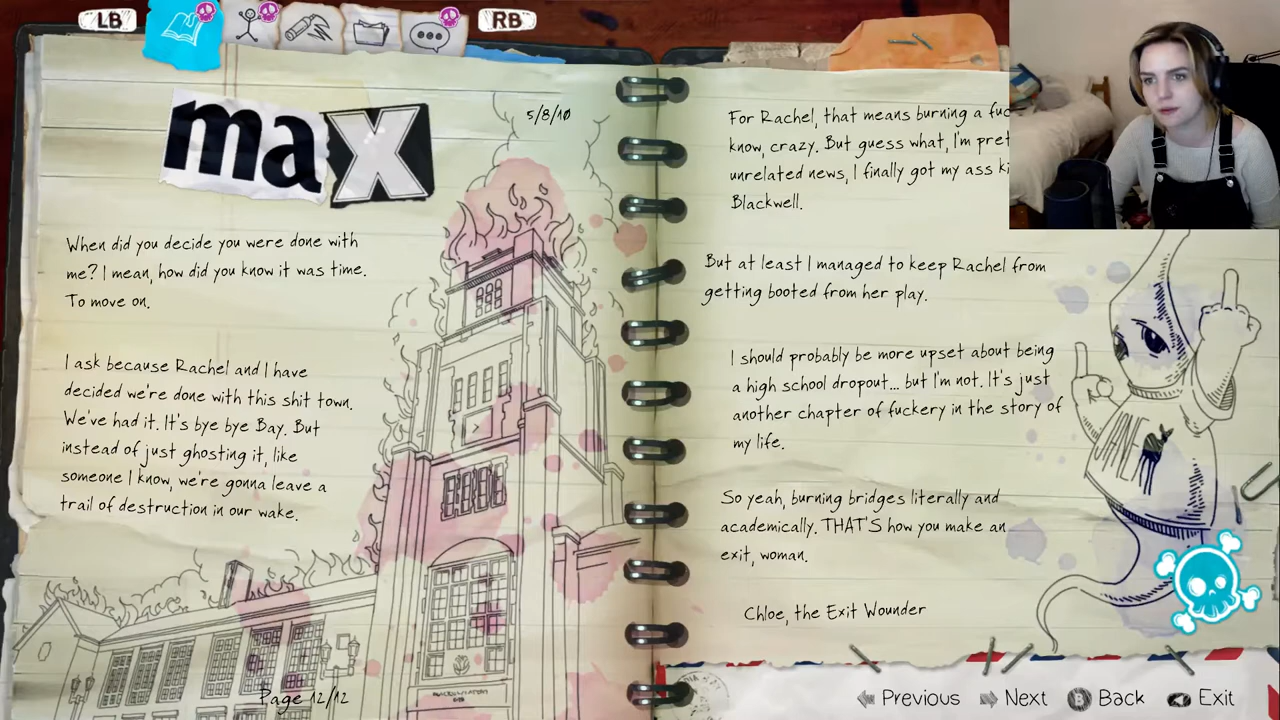 LB
RB
max
5/8/10
When did you decide you were done with
me? I mean, how did you know it was time.
To move on.
I ask because Rachel and I have
decided we're done with this shit town.
We've had it. It's bye bye Bay. But
instead of just ghosting it, like
someone I know, we're gonna leave a
trail of destruction in our wake.
Page 12/12
For Rachel, that means burning a
know, crazy. But guess what, I'm
unrelated news, I finally got my ass
Blackwell.
But at least I managed to keep Rachel from
getting booted from her play.
I should probably be more upset about being
a high school dropout... but I'm not. It's just
another chapter of fuckery in the story of
my life.
So yeah, burning bridges literally and
academically. THAT'S how you make an
exit, woman.
Chloe, the Exit Wounder
JANE
Previous Next B Back Exit